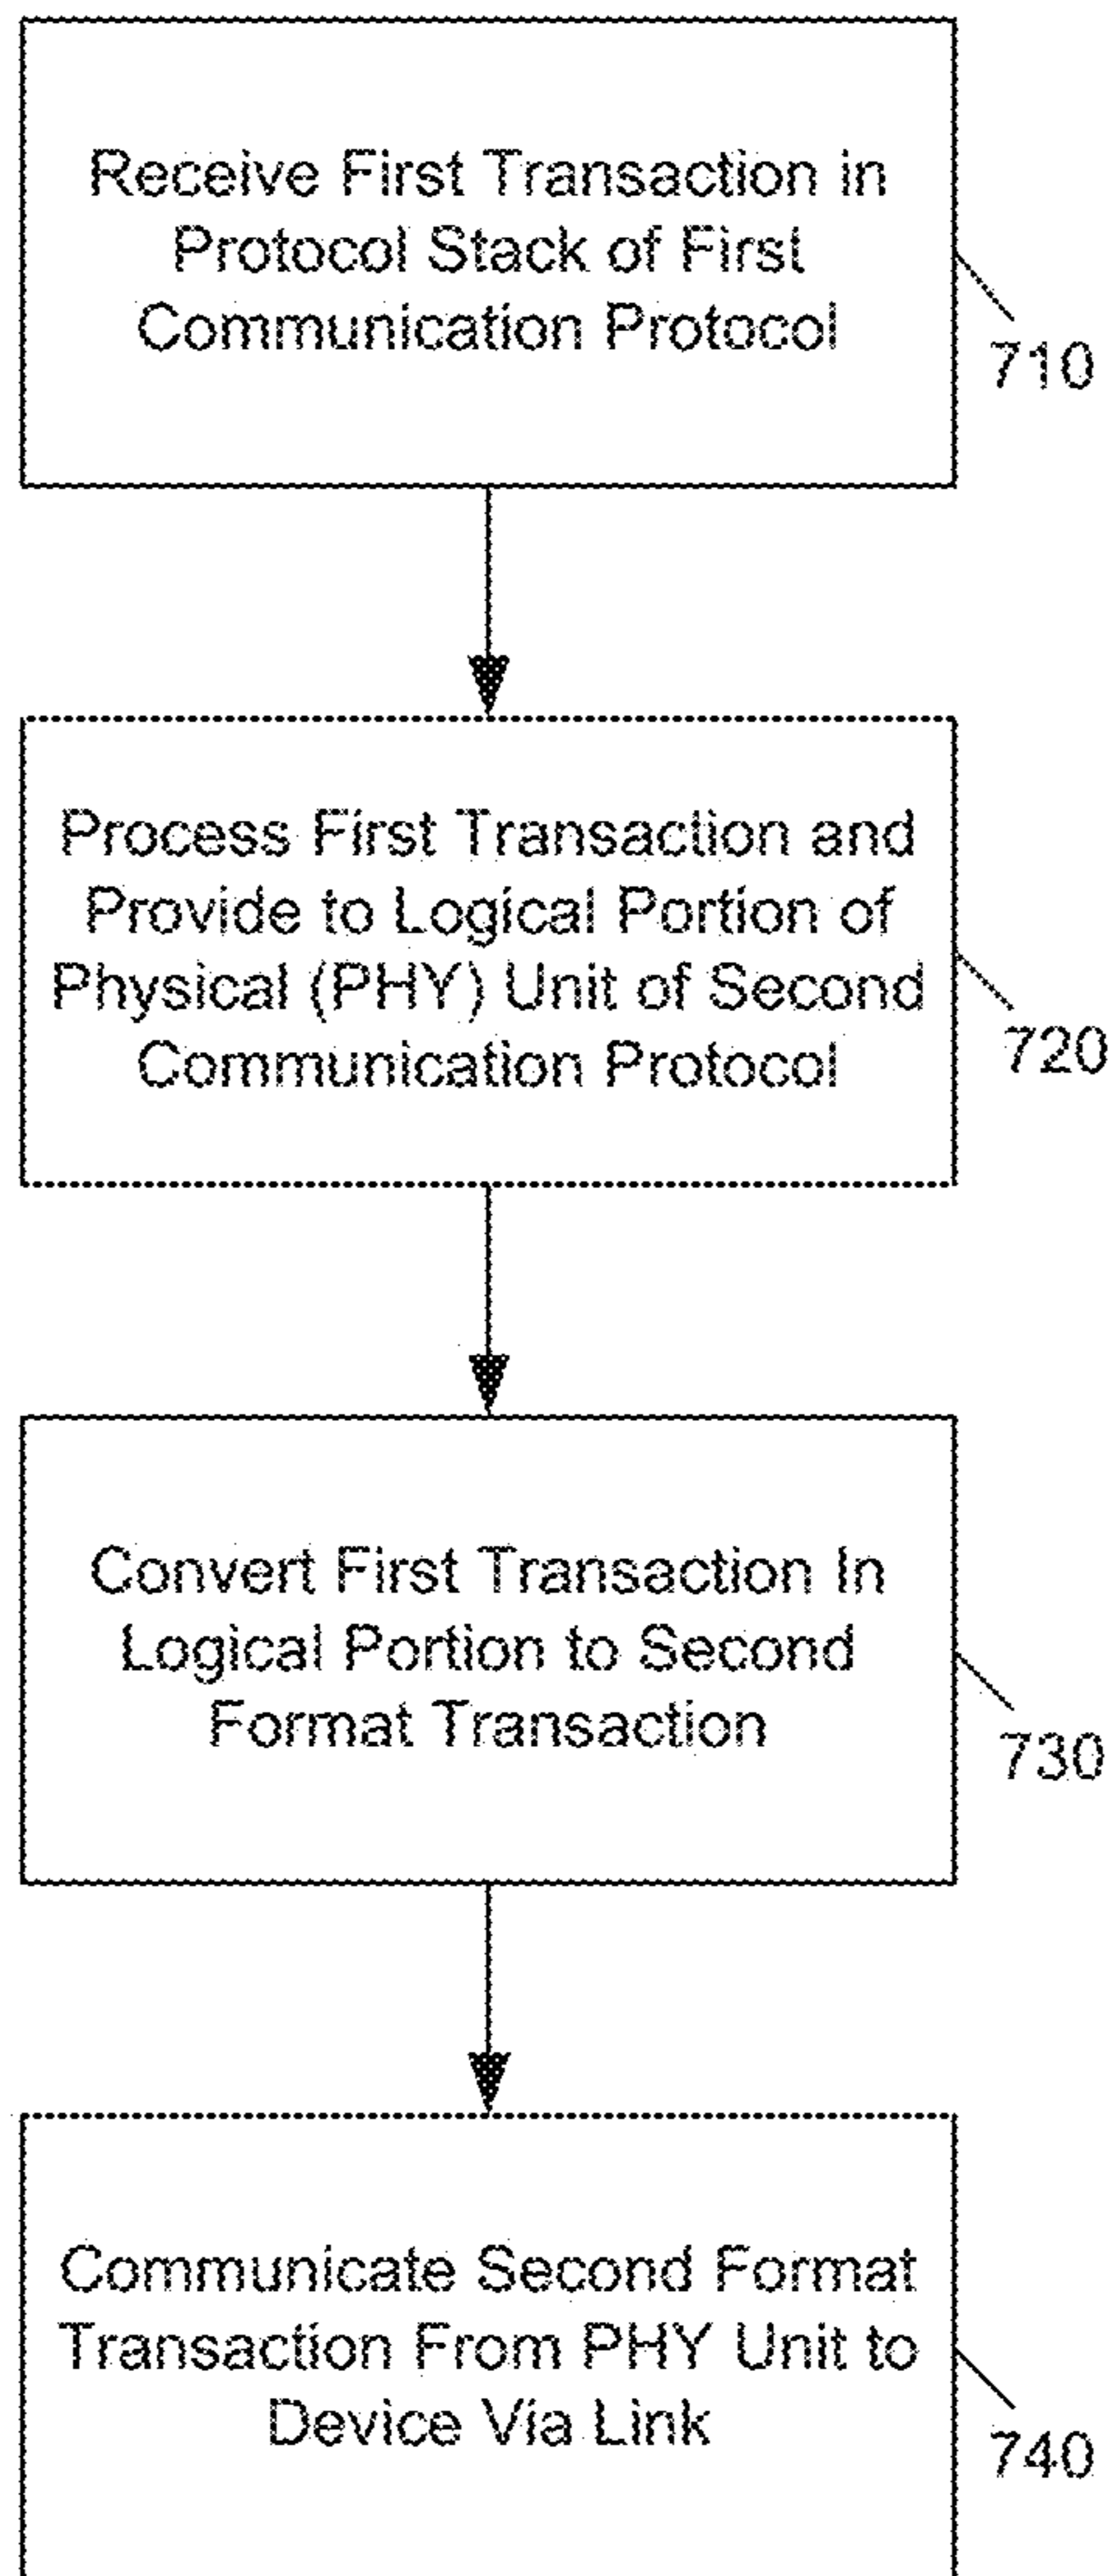 Receive First Transaction in
Protocol Stack of First
Communication Protocol
710
Process First Transaction and
Provide to Logical Portion of
Physical (PHY) Unit of Second
Communication Protocol
720
Convert First Transaction In
Logical Portion to Second
Format Transaction
730
Communicate Second Format
Transaction From PHY Unit to
Device Via Link
740